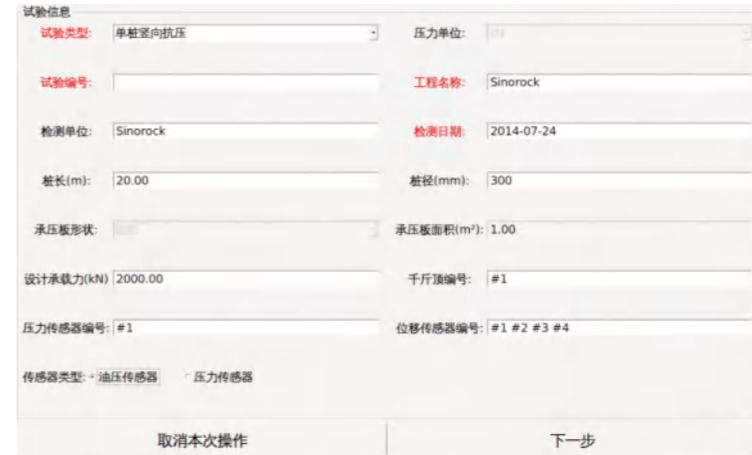 试验信息
试验类型: 单桩竖向抗压 压力单位:
试验编号: 工程名称: Sinorock
检测单位: Sinorock 检测日期: 2014-07-24
桩长(m): 20.00 桩径(mm): 300
承压板形状: 承压板面积(m²): 1.00
设计承载力(kN) 2000.00 千斤顶编号: #1
压力传感器编号: #1 位移传感器编号: #1 #2 #3 #4
传感器类型: 油压传感器 压力传感器
取消本次操作 下一步